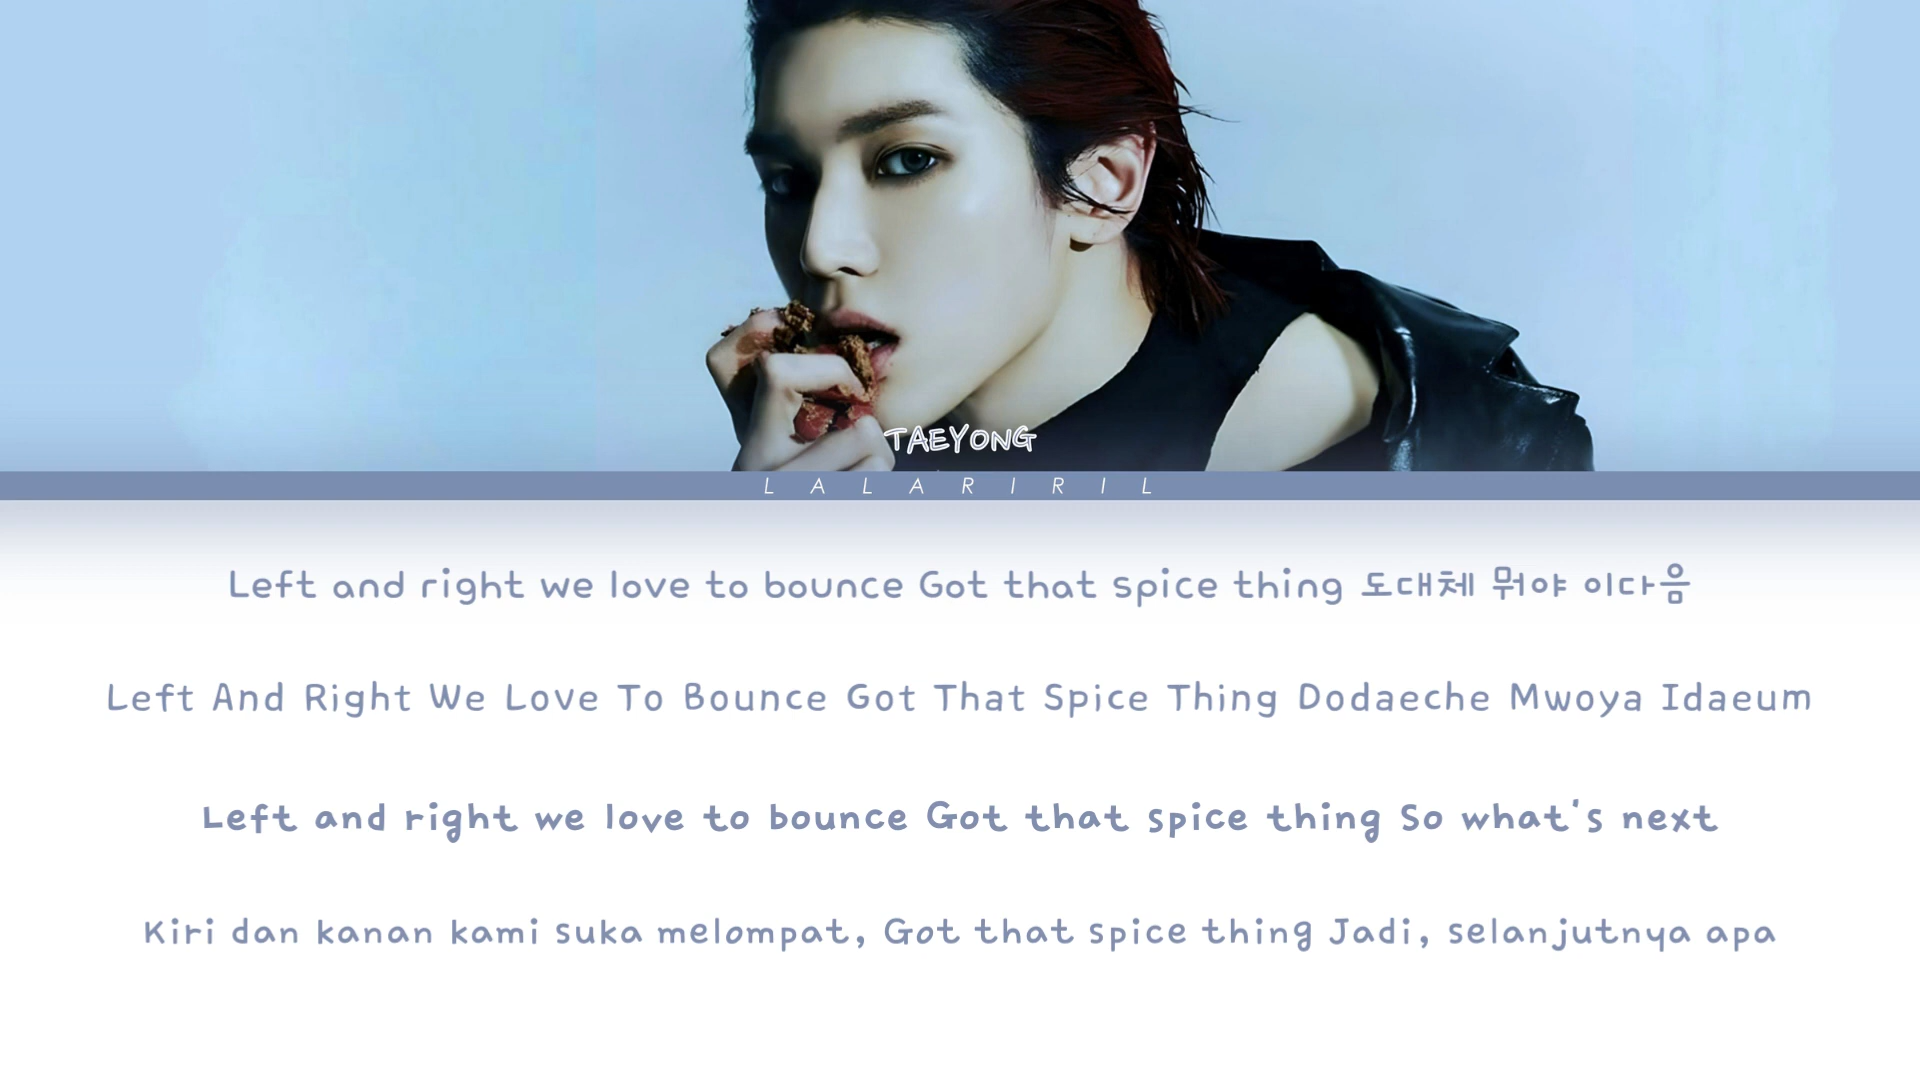 TAEYONG
LALARIRIL
Left and right we love to bounce Got that spice thing 도대체 뭐야 이다음
Left And Right We Love To Bounce Got That Spice Thing Dodaeche Mwoya Idaeum
Left and right we love to bounce Got that spice thing So what's next
Kiri dan kanan kami suka melompat, Got that spice thing Jadi, selanjutnya apa